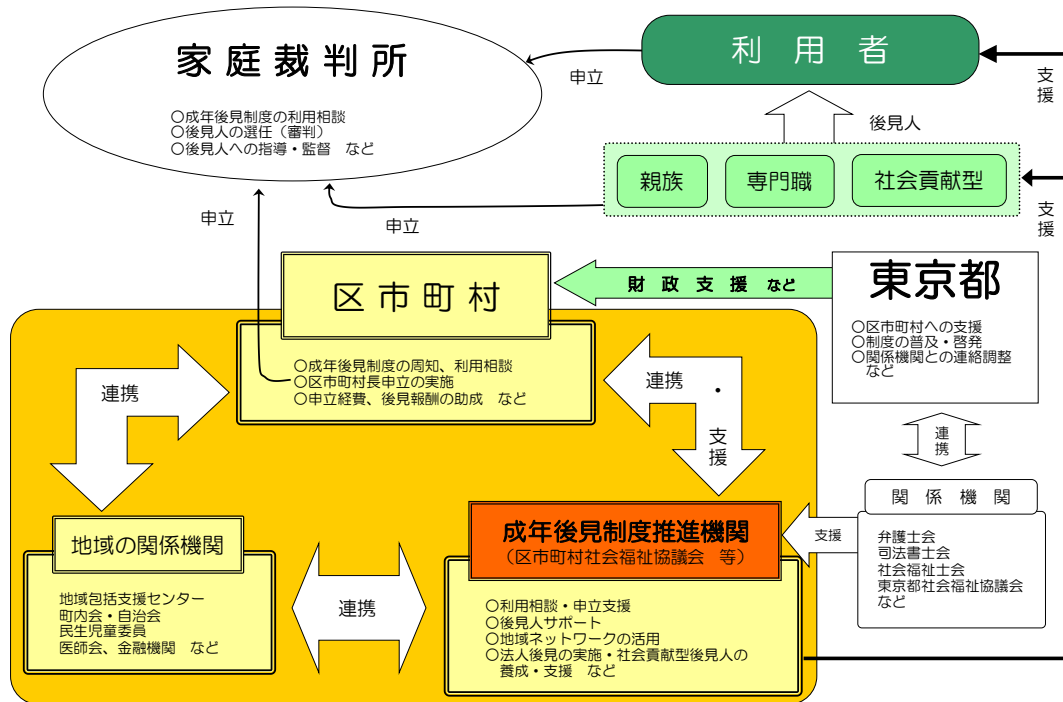 家庭裁判所
○成年後見制度の利用相談
○後見人の選任(審判)
○後見人への指導・監督 など
申立
利用者
支援
後見人
親族
専門職
社会貢献型
支援
申立
申立
区市町村
○成年後見制度の周知、利用相談
○区市町村長申立の実施
○申立経費、後見報酬の助成 など
財政支援 など
東京都
○区市町村への支援
○制度の普及・啓発
○関係機関との連絡調整
など
連携
連携・支援
連携
関係機関
弁護士会
司法書士会
社会福祉士会
東京都社会福祉協議会
など
支援
地域の関係機関
地域包括支援センター
町内会・自治会
民生児童委員
医師会、金融機関 など
連携
成年後見制度推進機関
(区市町村社会福祉協議会 等)
○利用相談・申立支援
○後見人サポート
○地域ネットワークの活用
○法人後見の実施・社会貢献型後見人の
養成・支援 など